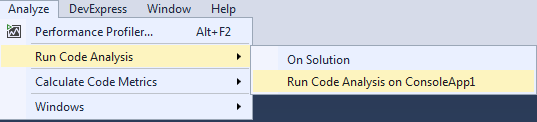 Analyze DevExpress Window Help
Performance Profiler... Alt+F2
Run Code Analysis
On Solution
Calculate Code Metrics
Run Code Analysis on ConsoleApp1
Windows